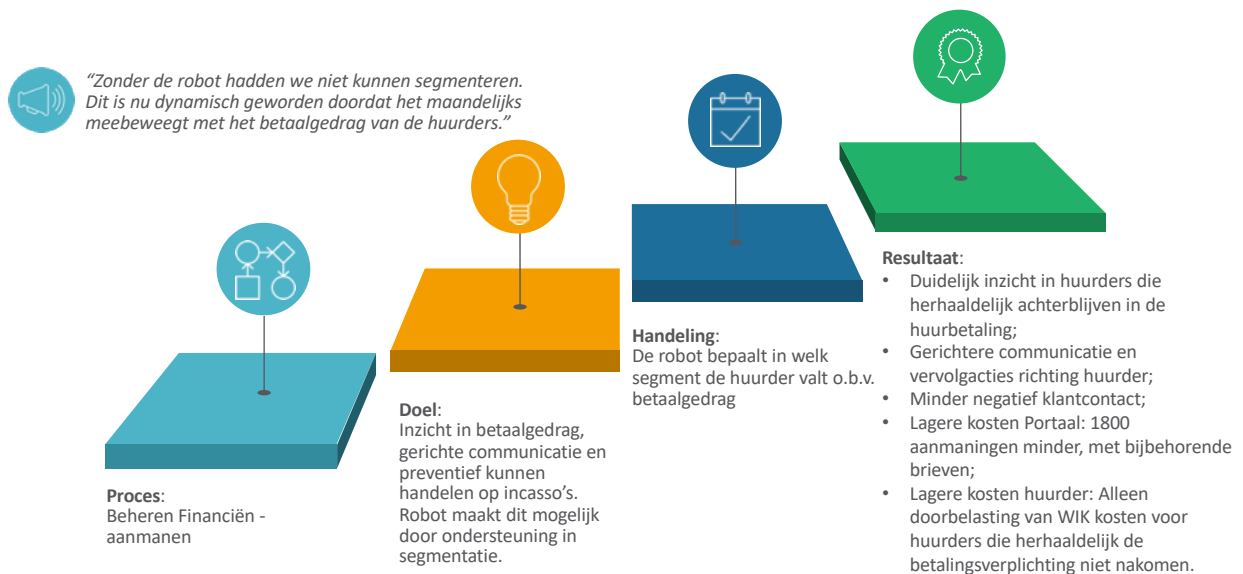 “Zonder de robot hadden we niet kunnen segmenteren.
Dit is nu dynamisch geworden doordat het maandelijks
meebeweegt met het betaalgedrag van de huurders.”
Proces:
Beheren Financiën -
aanmanen
Doel:
Inzicht in betaalgedrag,
gerichte communicatie en
preventief kunnen
handelen op incasso’s.
Robot maakt dit mogelijk
door ondersteuning in
segmentatie.
Handeling:
De robot bepaalt in welk
segment de huurder valt o.b.v.
betaalgedrag
Resultaat:
• Duidelijk inzicht in huurders die
herhaaldelijk achterblijven in de
huurbetaling;
• Gerichtere communicatie en
vervolgacties richting huurder;
• Minder negatief klantcontact;
• Lagere kosten Portaal: 1800
aanmaningen minder, met bijbehorende
brieven;
• Lagere kosten huurder: Alleen
doorbelasting van WIK kosten voor
huurders die herhaaldelijk de
betalingsverplichting niet nakomen.